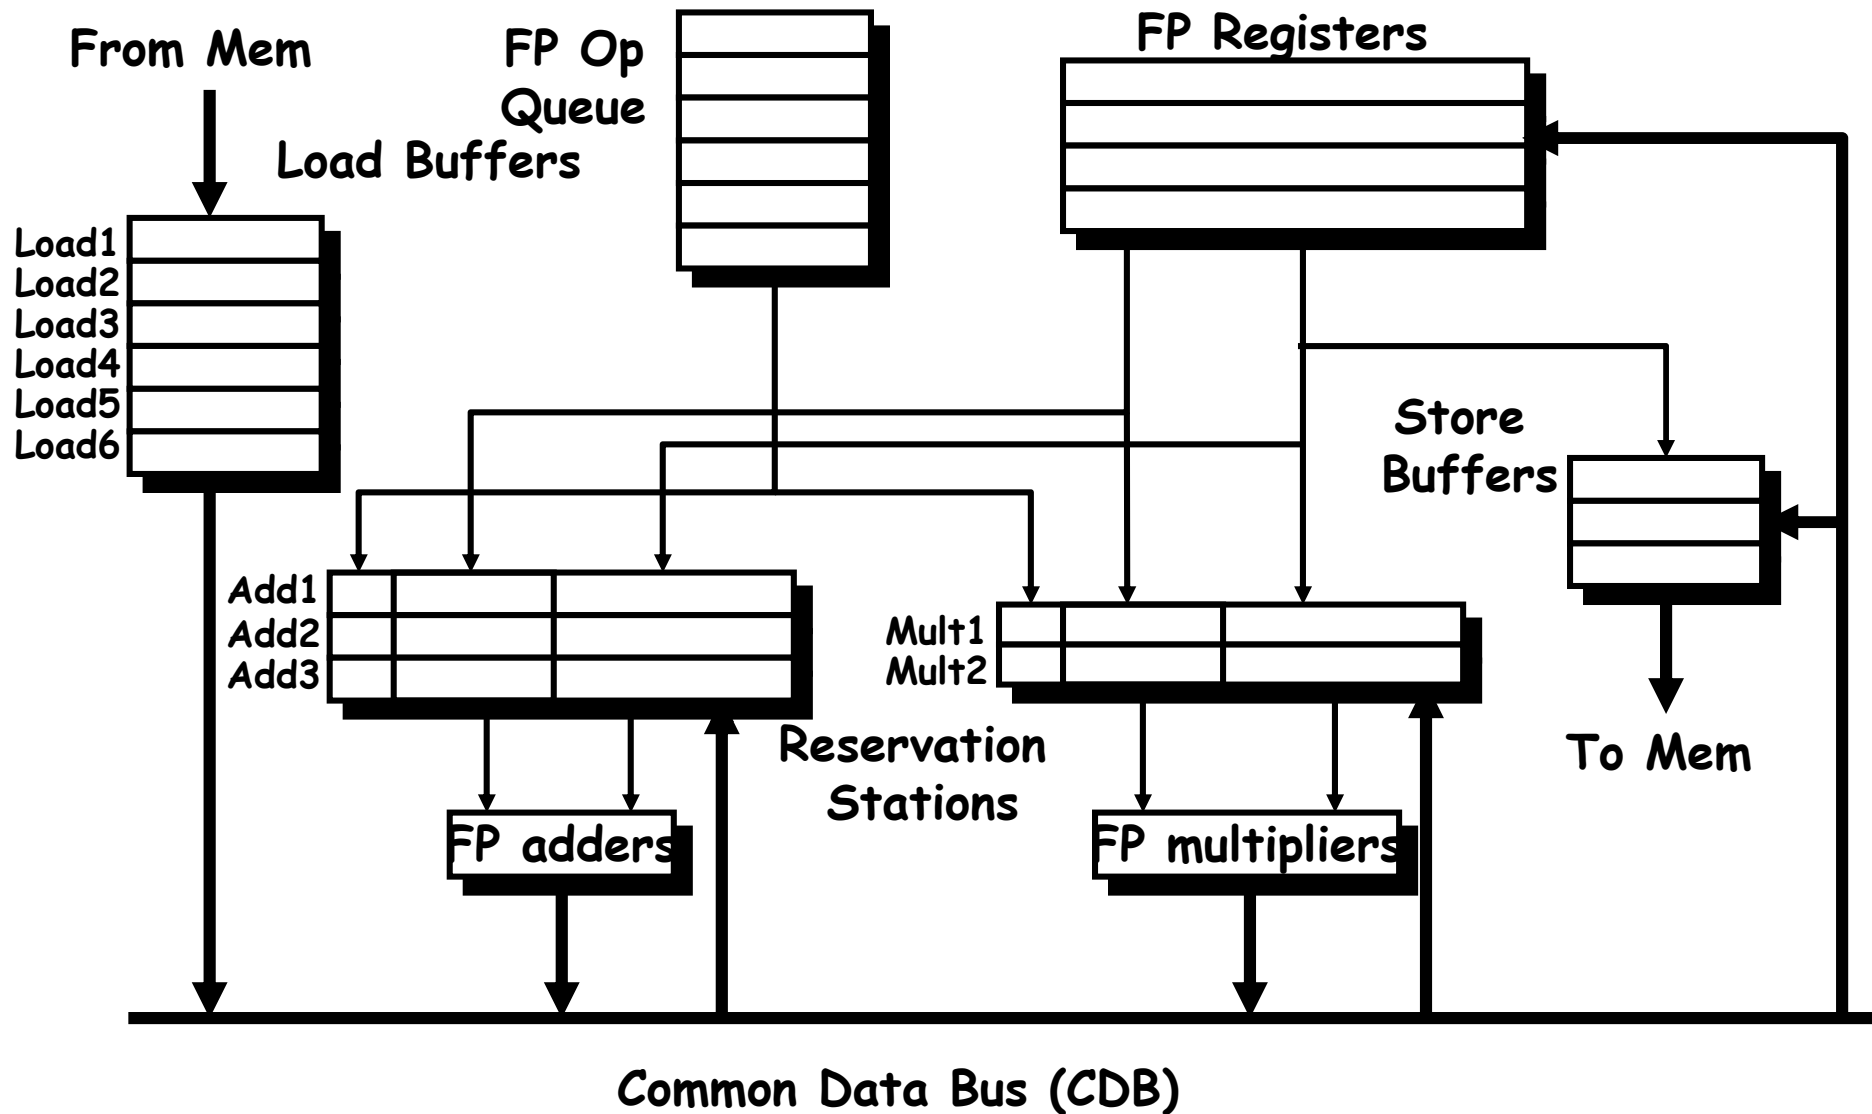 From Mem
FP Op
Queue
FP Registers
Load Buffers
Load1
Load2
Load3
Load4
Load5
Load6
Store
Buffers
Add1
Add2
Add3
Mult1
Mult2
Reservation
Stations
To Mem
FP adders
FP multipliers
Common Data Bus (CDB)